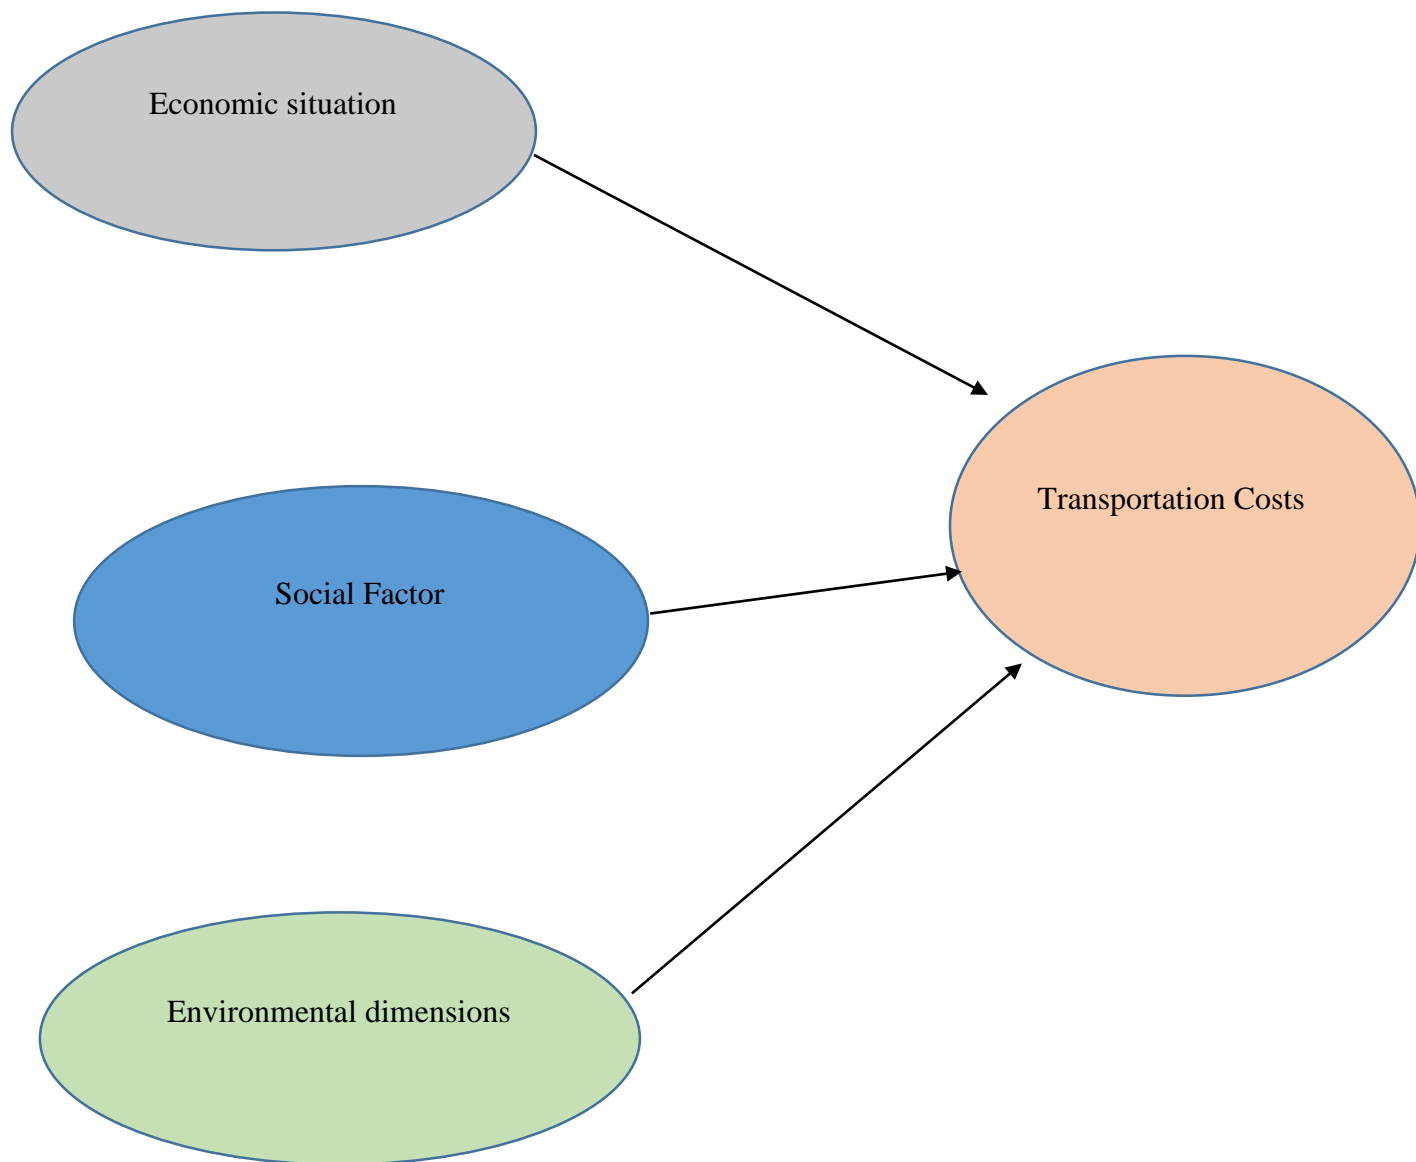 Economic situation
Transportation Costs
Social Factor
Environmental dimensions